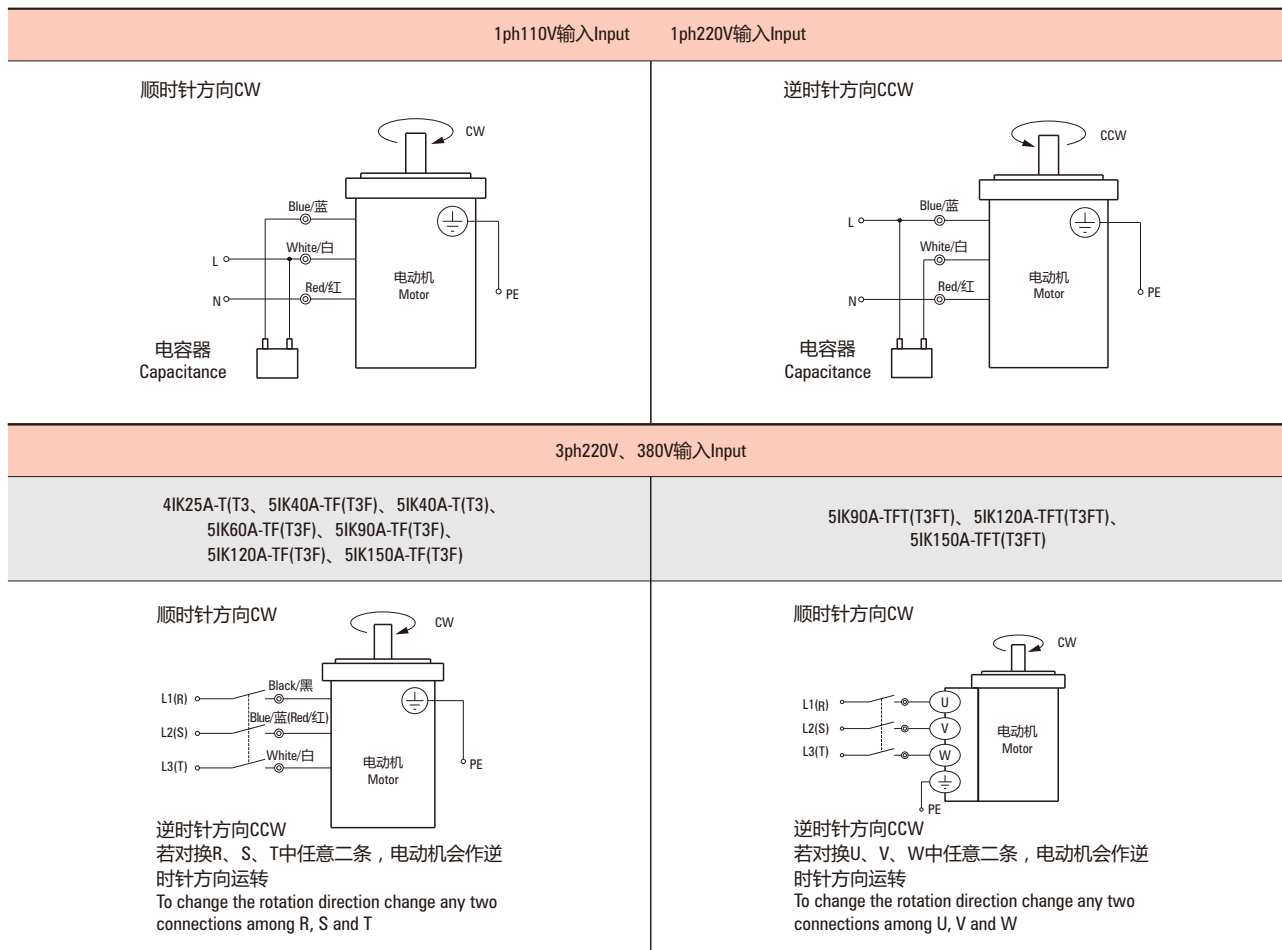 1ph110V输入Input 1ph220V输入Input
顺时针方向CW
CW
Blue/蓝
White/白
L
Red/红
N
电动机
Motor
PE
电容器
Capacitance
逆时针方向CCW
CCW
Blue/蓝
L
White/白
Red/红
N
电动机
Motor
PE
电容器
Capacitance
3ph220V、380V输入Input
4IK25A-T(T3、5IK40A-TF(T3F)、5IK40A-T(T3)、
5IK60A-TF(T3F)、5IK90A-TF(T3F)、
5IK120A-TF(T3F)、5IK150A-TF(T3F)
5IK90A-TFT(T3FT)、5IK120A-TFT(T3FT)、
5IK150A-TFT(T3FT)
顺时针方向CW
CW
Black/黑
L1(R)
Blue/蓝(Red/红)
L2(S)
White/白
L3(T)
电动机
Motor
PE
逆时针方向CCW
若对换R、S、T中任意二条，电动机会作逆
时针方向运转
To change the rotation direction change any two
connections among R, S and T
顺时针方向CW
CW
L1(R)
U
L2(S)
V
L3(T)
W
电动机
Motor
PE
逆时针方向CCW
若对换U、V、W中任意二条，电动机会作逆
时针方向运转
To change the rotation direction change any two
connections among U, V and W